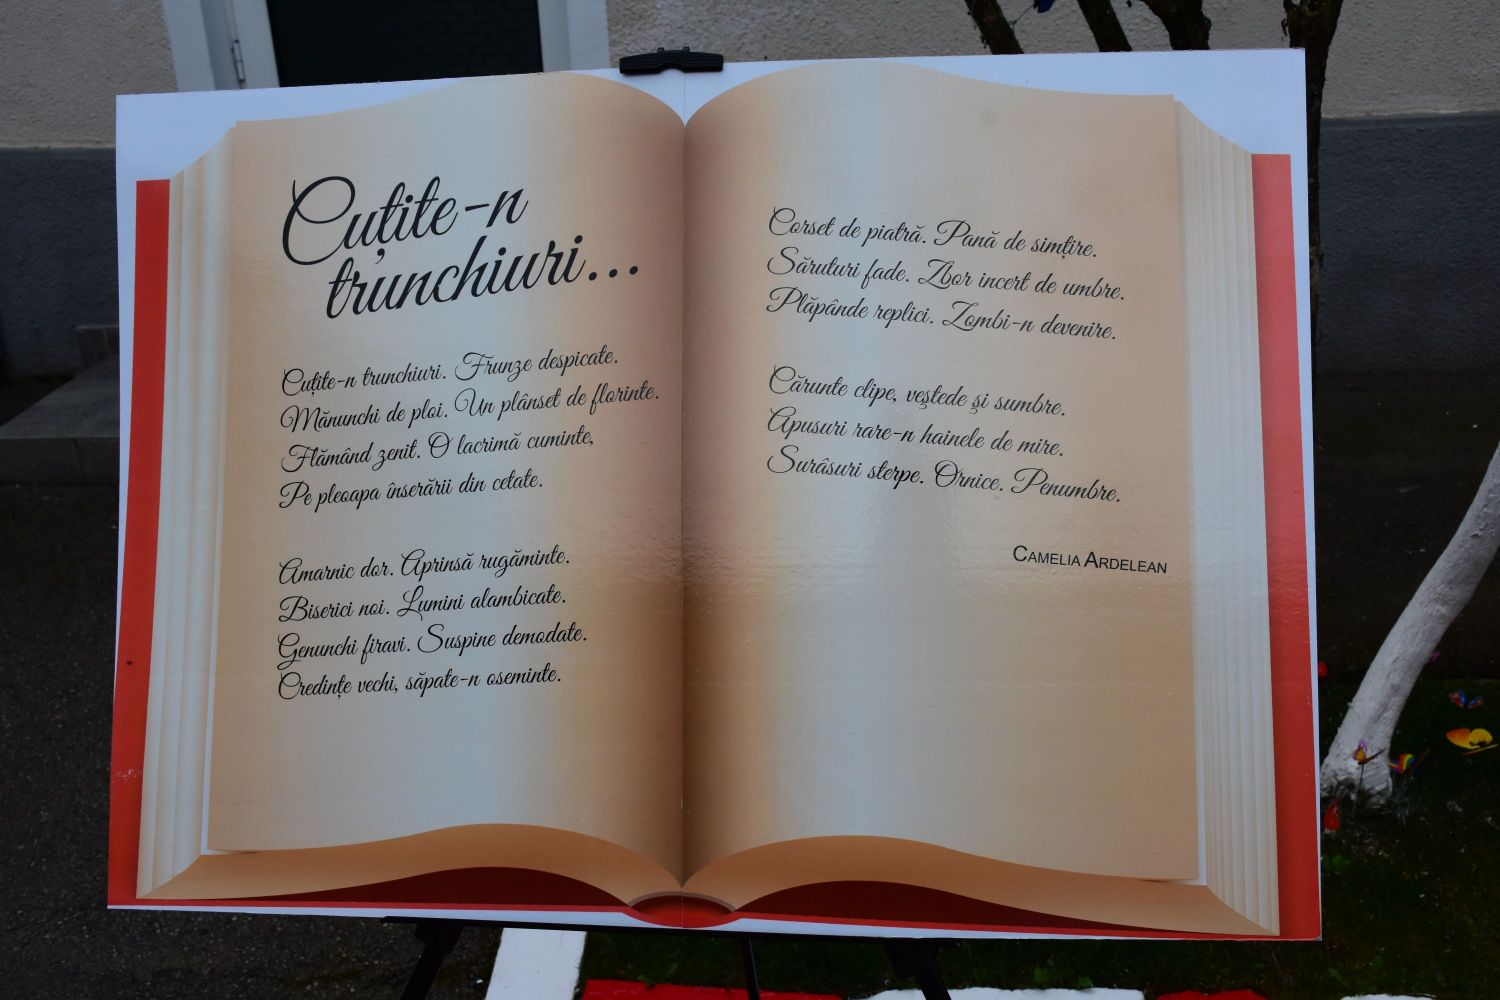 Cuțite-n
trunchiuri...
Cuțite-n trunchiuri. Frunze despicate.
Mănunchi de ploi. Un plânset de florinte.
Flămând zenit. O lacrimă cuminte,
Pe pleoapa înserării din cetate.
Amarnic dor. Aprinsă rugăminte.
Biserici noi. Lumini alambicate.
Genunchi firavi. Suspine demodate.
Credințe vechi, săpate-n oseminte.
Corset de piatră. Pană de simțire.
Săruturi fade. Zbor incert de umbre.
Plăpânde replici. Zombi-n devenire.
Cărunte clipe, veştede şi sumbre.
Apusuri rare-n hainele de mire.
Surâsuri sterpe. Ornice. Penumbre.
CAMELIA ARDELEAN